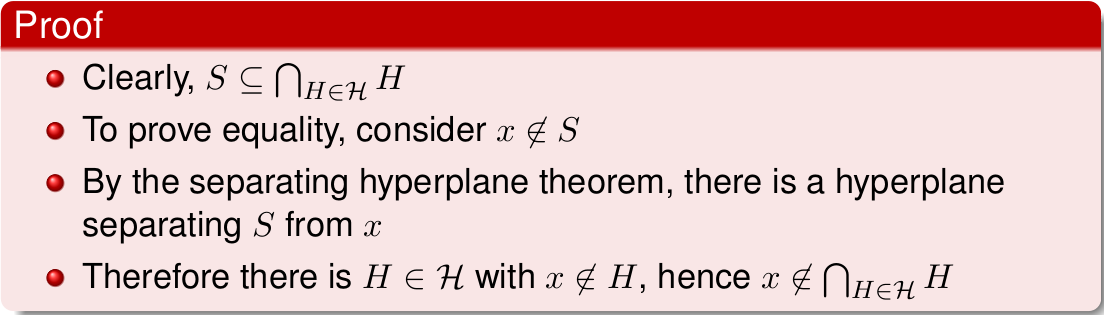 Proof
Clearly, $S \subseteq \bigcap_{H \in \mathcal{H}} H$
To prove equality, consider $x \notin S$
By the separating hyperplane theorem, there is a hyperplane
separating $S$ from $x$
Therefore there is $H \in \mathcal{H}$ with $x \notin H$, hence $x \notin \bigcap_{H \in \mathcal{H}} H$